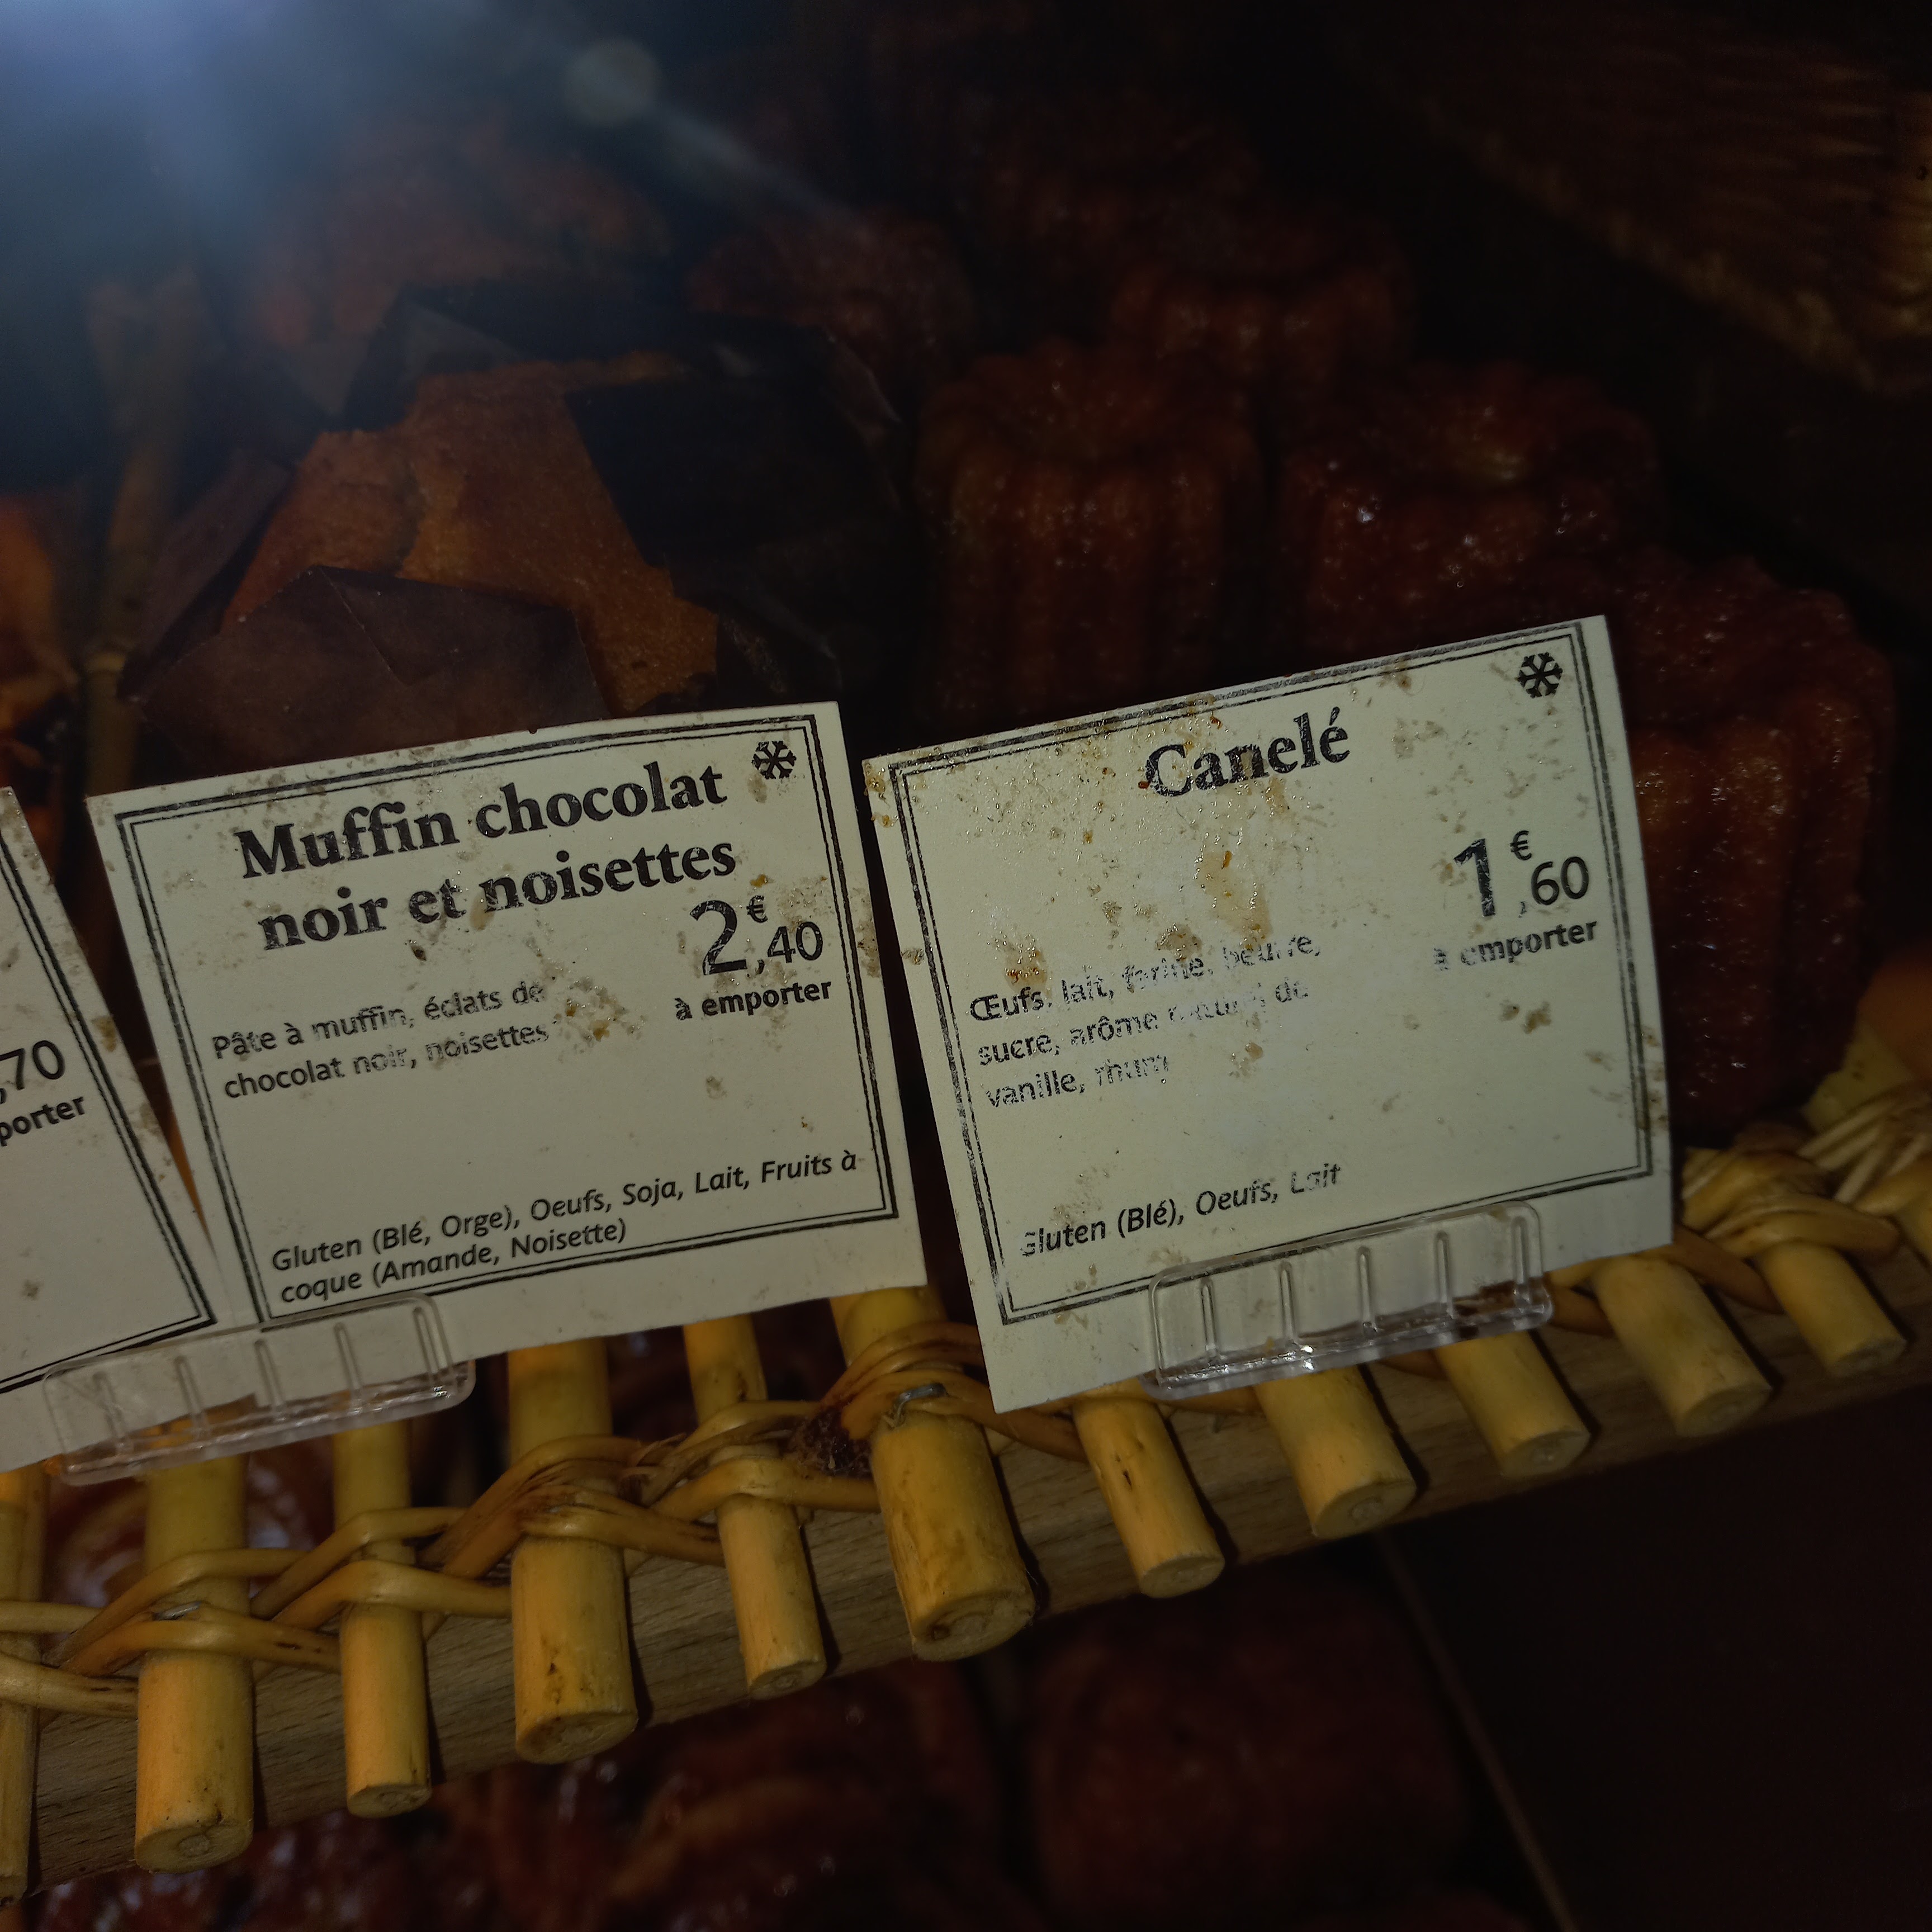 ,70
porter
Muffin chocolat
noir et noisettes
2€,40
à emporter
Pâte à muffin, éclats de
chocolat noir, noisettes
Gluten (Blé, Orge), Oeufs, Soja, Lait, Fruits à
coque (Amande, Noisette)
Canelé
1€,60
à emporter
Œufs, lait, farine, beurre,
sucre, arôme naturel de
vanille, rhum
Gluten (Blé), Oeufs, Lait